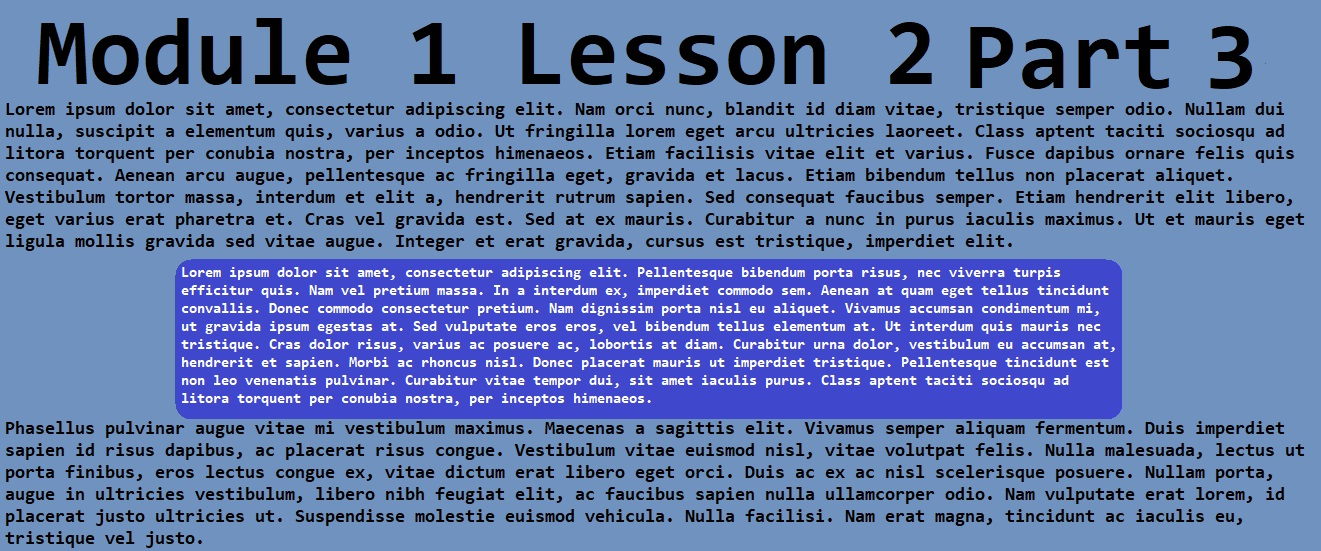 Module 1 Lesson 2 Part 3
Lorem ipsum dolor sit amet, consectetur adipiscing elit. Nam orci nunc, blandit id diam vitae, tristique semper odio. Nullam dui
nulla, suscipit a elementum quis, varius a odio. Ut fringilla lorem eget arcu ultricies laoreet. Class aptent taciti sociosqu ad
litora torquent per conubia nostra, per inceptos himenaeos. Etiam facilisis vitae elit et varius. Fusce dapibus ornare felis quis
consequat. Aenean arcu augue, pellentesque ac fringilla eget, gravida et lacus. Etiam bibendum tellus non placerat aliquet.
Vestibulum tortor massa, interdum et elit a, hendrerit rutrum sapien. Sed consequat faucibus semper. Etiam hendrerit elit libero,
eget varius erat pharetra et. Cras vel gravida est. Sed at ex mauris. Curabitur a nunc in purus iaculis maximus. Ut et mauris eget
ligula mollis gravida sed vitae augue. Integer et erat gravida, cursus est tristique, imperdiet elit.
Lorem ipsum dolor sit amet, consectetur adipiscing elit. Pellentesque bibendum porta risus, nec viverra turpis
efficitur quis. Nam vel pretium massa. In a interdum ex, imperdiet commodo sem. Aenean at quam eget tellus tincidunt
convallis. Donec commodo consectetur pretium. Nam dignissim porta nisl eu aliquet. Vivamus accumsan condimentum mi,
ut gravida ipsum egestas at. Sed vulputate eros eros, vel bibendum tellus elementum at. Ut interdum quis mauris nec
tristique. Cras dolor risus, varius ac posuere ac, lobortis at diam. Curabitur urna dolor, vestibulum eu accumsan at,
hendrerit et sapien. Morbi ac rhoncus nisl. Donec placerat mauris ut imperdiet tristique. Pellentesque tincidunt est
non leo venenatis pulvinar. Curabitur vitae tempor dui, sit amet iaculis purus. Class aptent taciti sociosqu ad
litora torquent per conubia nostra, per inceptos himenaeos.
Phasellus pulvinar augue vitae mi vestibulum maximus. Maecenas a sagittis elit. Vivamus semper aliquam fermentum. Duis imperdiet
sapien id risus dapibus, ac placerat risus congue. Vestibulum vitae euismod nisl, vitae volutpat felis. Nulla malesuada, lectus ut
porta finibus, eros lectus congue ex, vitae dictum erat libero eget orci. Duis ac ex ac nisl scelerisque posuere. Nullam porta,
augue in ultricies vestibulum, libero nibh feugiat elit, ac faucibus sapien nulla ullamcorper odio. Nam vulputate erat lorem, id
placerat justo ultricies ut. Suspendisse molestie euismod vehicula. Nulla facilisi. Nam erat magna, tincidunt ac iaculis eu,
tristique vel justo.